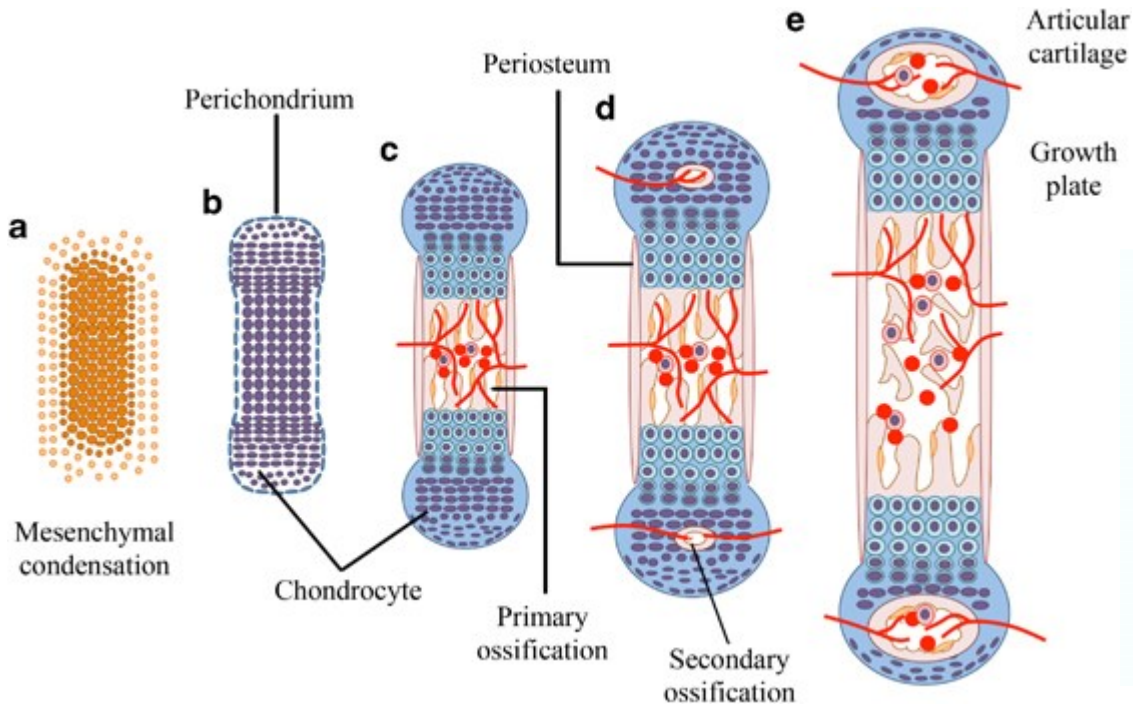 e
Articular
cartilage
Periosteum
Perichondrium
d
c
Growth
plate
b
a
Mesenchymal
condensation
Chondrocyte
Primary
ossification
Secondary
ossification